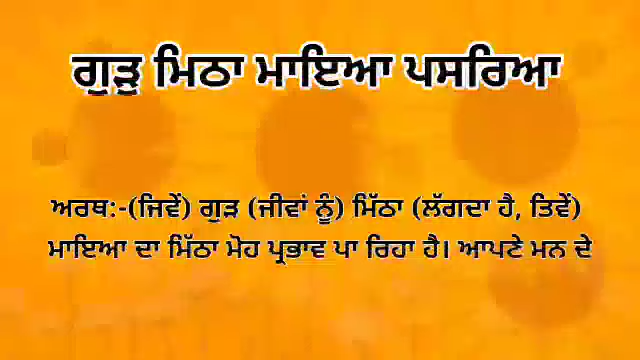 ਗੁੜੁ ਮਿਠਾ ਮਾਇਆ ਪਸਰਿਆ
ਅਰਥ:-(ਜਿਵੇਂ) ਗੁੜ (ਜੀਵਾਂ ਨੂੰ) ਮਿੱਠਾ (ਲੱਗਦਾ ਹੈ, ਤਿਵੇਂ)
ਮਾਇਆ ਦਾ ਮਿੱਠਾ ਮੋਹ ਪ੍ਰਭਾਵ ਪਾ ਰਿਹਾ ਹੈ। ਆਪਣੇ ਮਨ ਦੇ